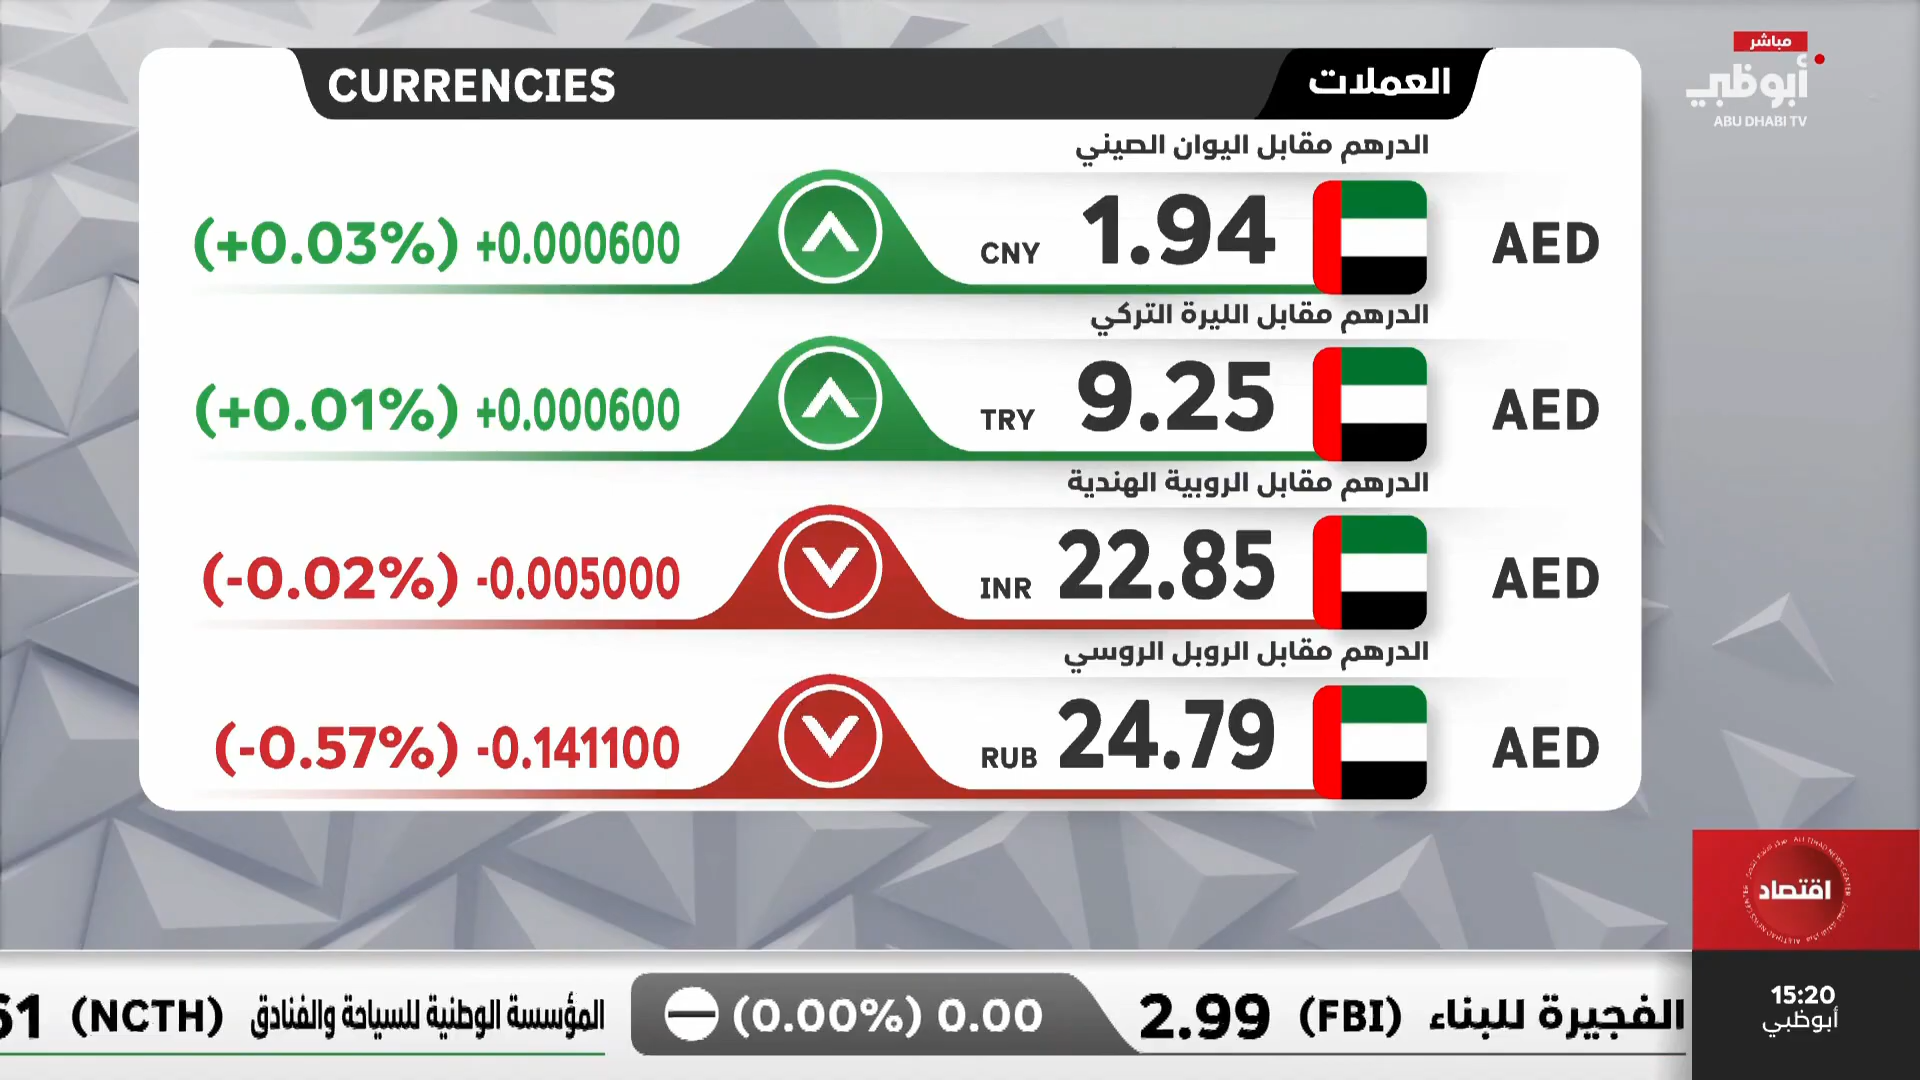 مباشر
أبوظبي
ABU DHABI TV
CURRENCIES
العملات
الدرهم مقابل اليوان الصيني
AED 1.94 CNY +0.000600 (+0.03%)
الدرهم مقابل الليرة التركي
AED 9.25 TRY +0.000600 (+0.01%)
الدرهم مقابل الروبية الهندية
AED 22.85 INR -0.005000 (-0.02%)
الدرهم مقابل الروبل الروسي
AED 24.79 RUB -0.141100 (-0.57%)
اقتصاد
الفجيرة للبناء (FBI) 2.99 0.00 (0.00%) المؤسسة الوطنية للسياحة والفنادق (NCTH)
15:20
أبوظبي